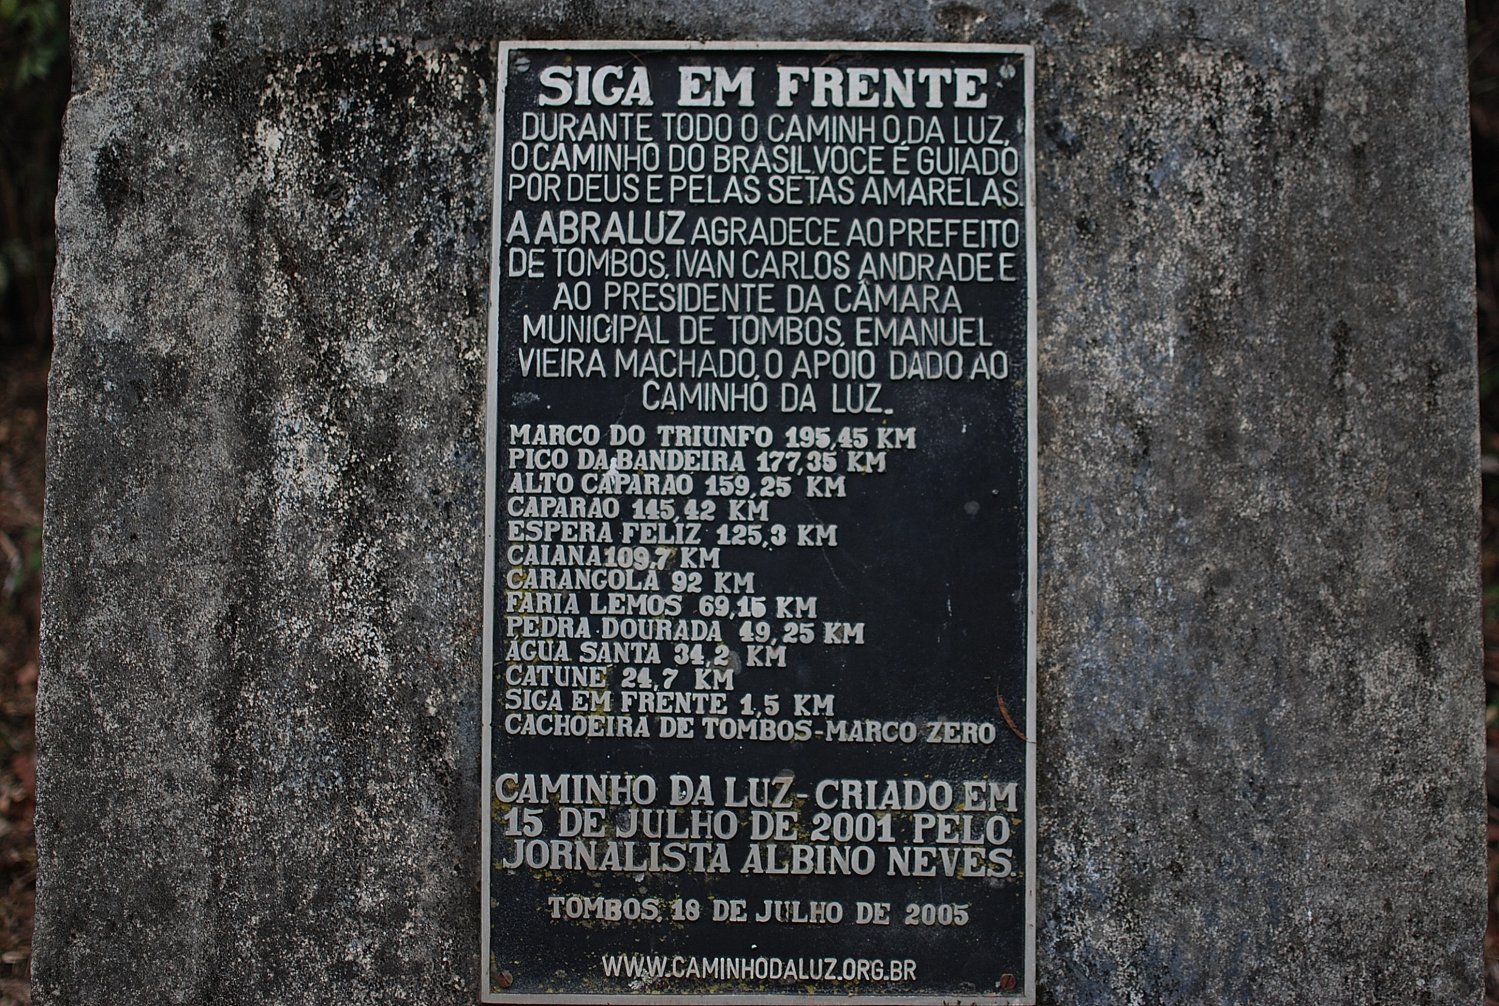 SIGA EM FRENTE
DURANTE TODO O CAMINHO DA LUZ,
O CAMINHO DO BRASIL VOCE É GUIADO
POR DEUS E PELAS SETAS AMARELAS.
A ABRALUZ AGRADECE AO PREFEITO
DE TOMBOS, IVAN CARLOS ANDRADE E
AO PRESIDENTE DA CÂMARA
MUNICIPAL DE TOMBOS, EMANUEL
VIEIRA MACHADO, O APOIO DADO AO
CAMINHO DA LUZ.
MARCO DO TRIUNFO 195,45 KM
PICO DA BANDEIRA 177,35 KM
ALTO CAPARAO 159,25 KM
CAPARAO 145,42 KM
ESPERA FELIZ 125,3 KM
CAIANA 109,7 KM
CARANGOLA 92 KM
FARIA LEMOS 69,15 KM
PEDRA DOURADA 49,25 KM
ÁGUA SANTA 34,2 KM
CATUNE 24,7 KM
SIGA EM FRENTE 1,5 KM
CACHOEIRA DE TOMBOS-MARCO ZERO
CAMINHO DA LUZ - CRIADO EM
15 DE JULHO DE 2001 PELO
JORNALISTA ALBINO NEVES.
TOMBOS, 18 DE JULHO DE 2005
WWW.CAMINHODALUZ.ORG.BR